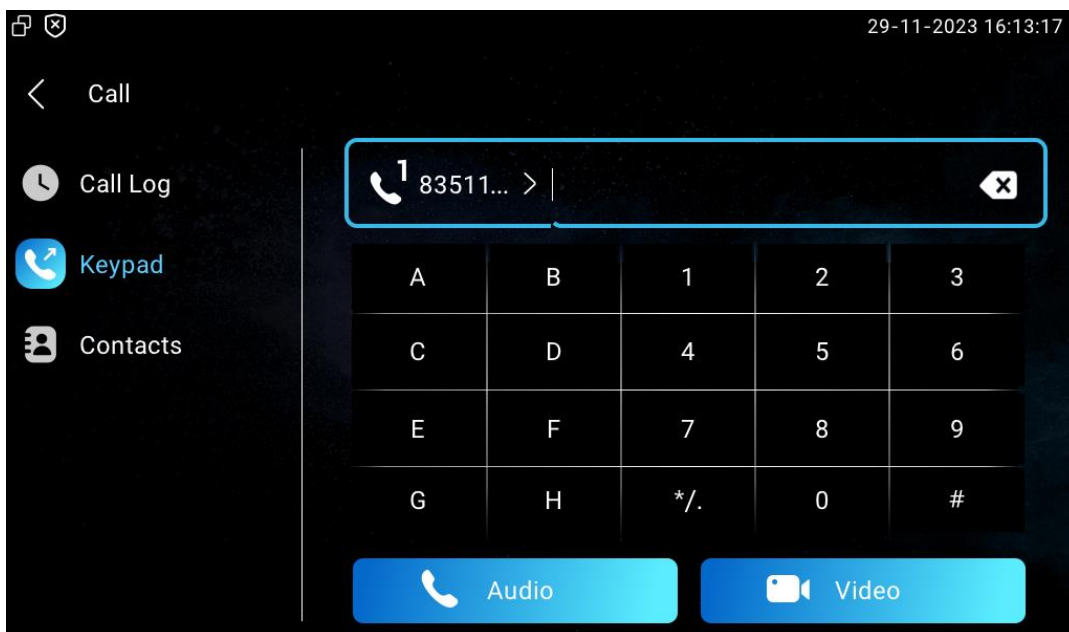 29-11-2023 16:13:17
Call
Call Log
Keypad
Contacts
1 83511... >
A B 1 2 3
C D 4 5 6
E F 7 8 9
G H */. 0 #
Audio Video